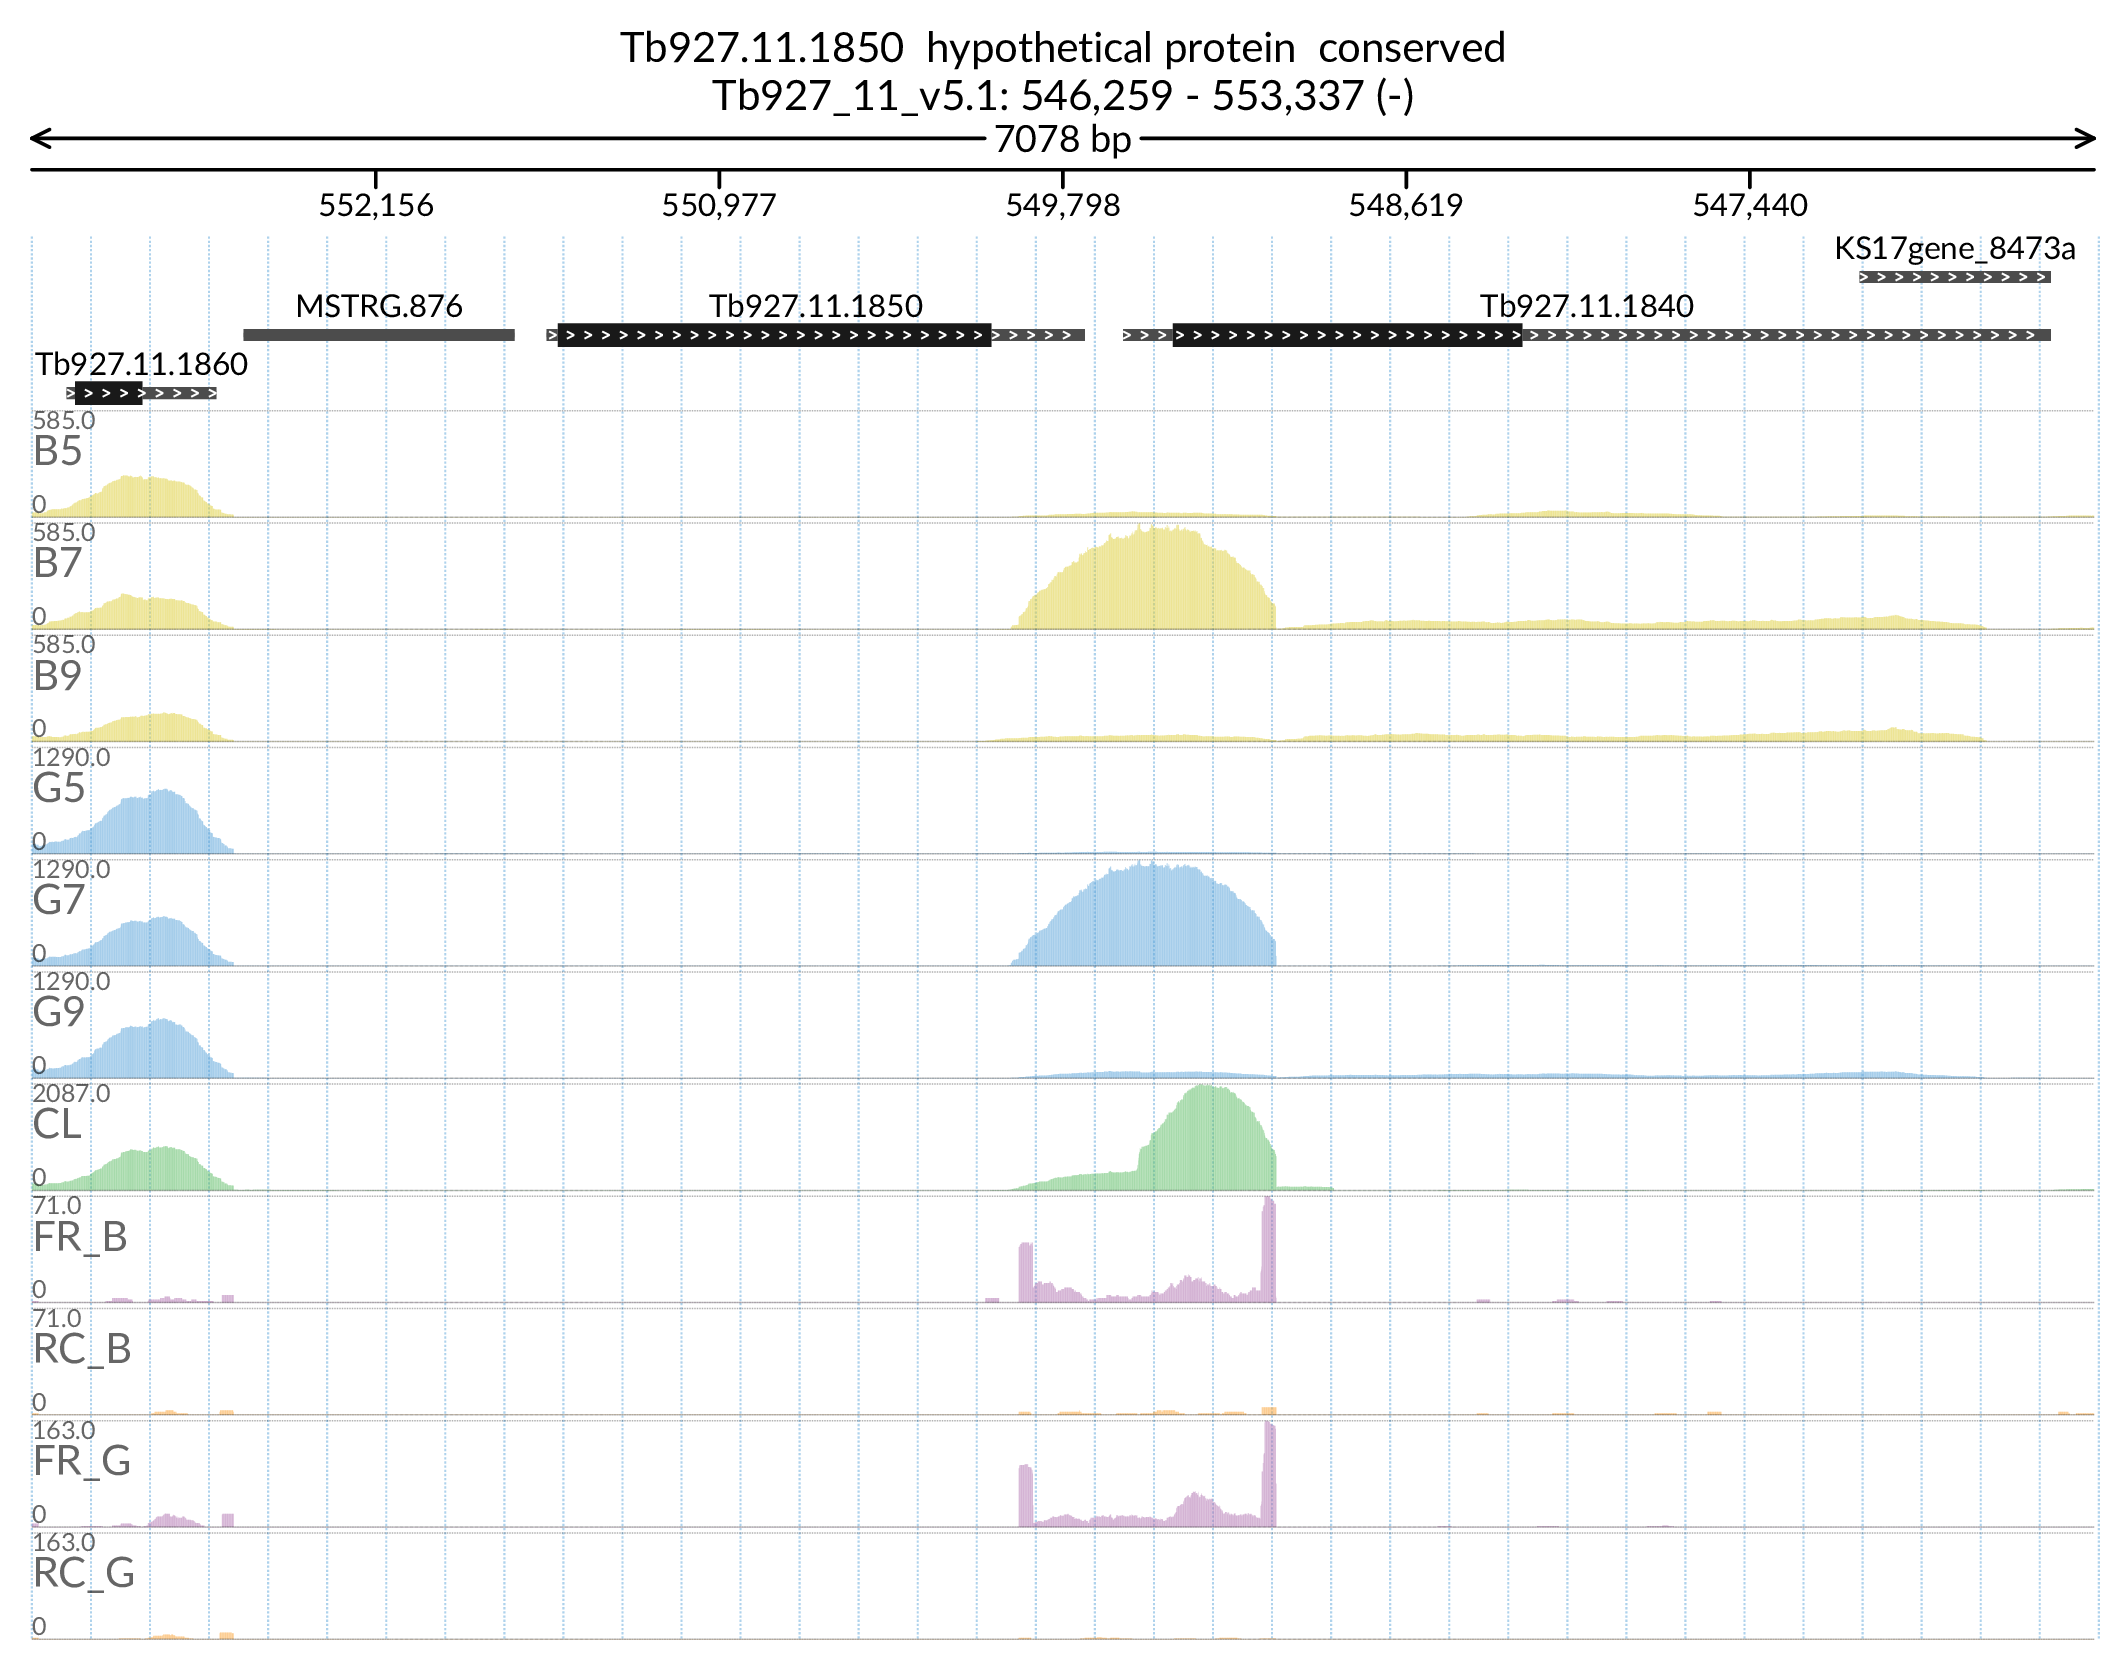 Tb927.11.1850  hypothetical protein  conserved
Tb927_11_v5.1: 546,259 - 553,337 (-)
7078 bp
552,156 550,977 549,798 548,619 547,440
KS17gene_8473a
MSTRG.876 Tb927.11.1850 Tb927.11.1840
Tb927.11.1860
585.0
B5
0
585.0
B7
0
585.0
B9
0
1290.0
G5
0
1290.0
G7
0
1290.0
G9
0
2087.0
CL
0
71.0
FR_B
0
71.0
RC_B
0
163.0
FR_G
0
163.0
RC_G
0